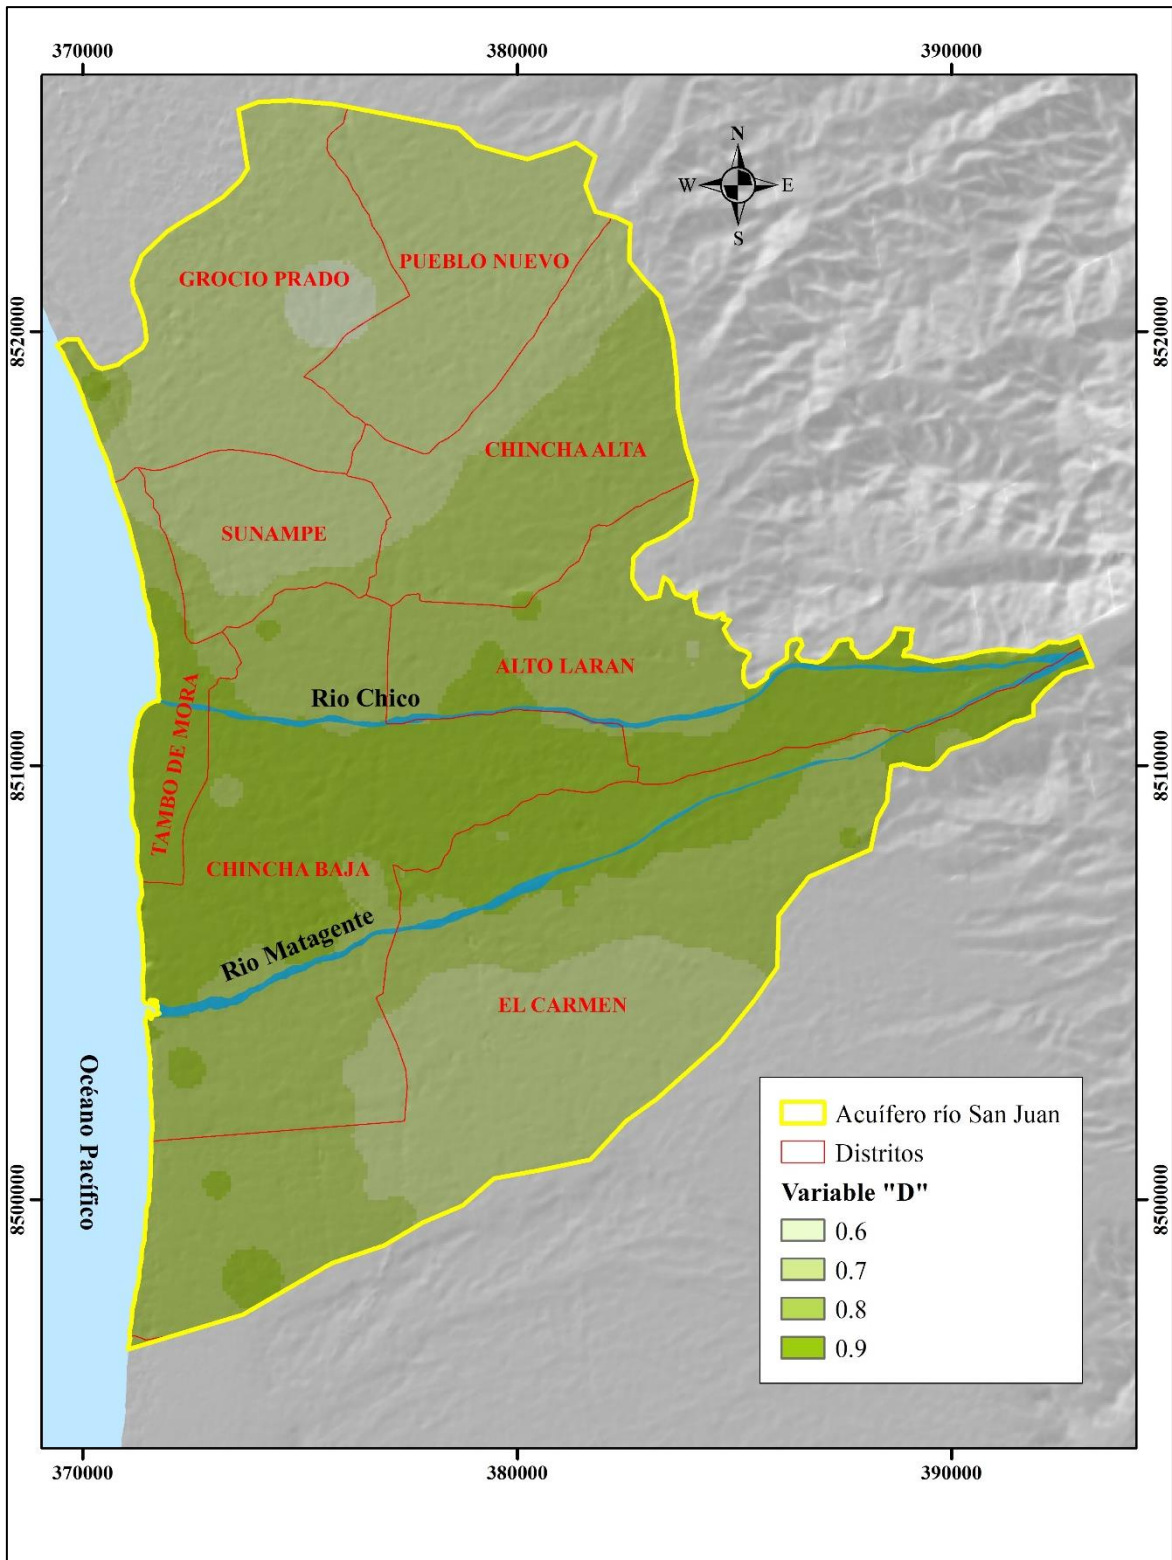 370000
380000
390000
N
W
E
S
PUEBLO NUEVO
GROCIO PRADO
8520000
8520000
CHINCHA ALTA
SUNAMPE
ALTO LARAN
Rio Chico
TAMBO DE MORA
8510000
8510000
CHINCHA BAJA
Rio Matagente
EL CARMEN
Océano Pacífico
8500000
8500000
Acuífero río San Juan
Distritos
Variable "D"
0.6
0.7
0.8
0.9
370000
380000
390000